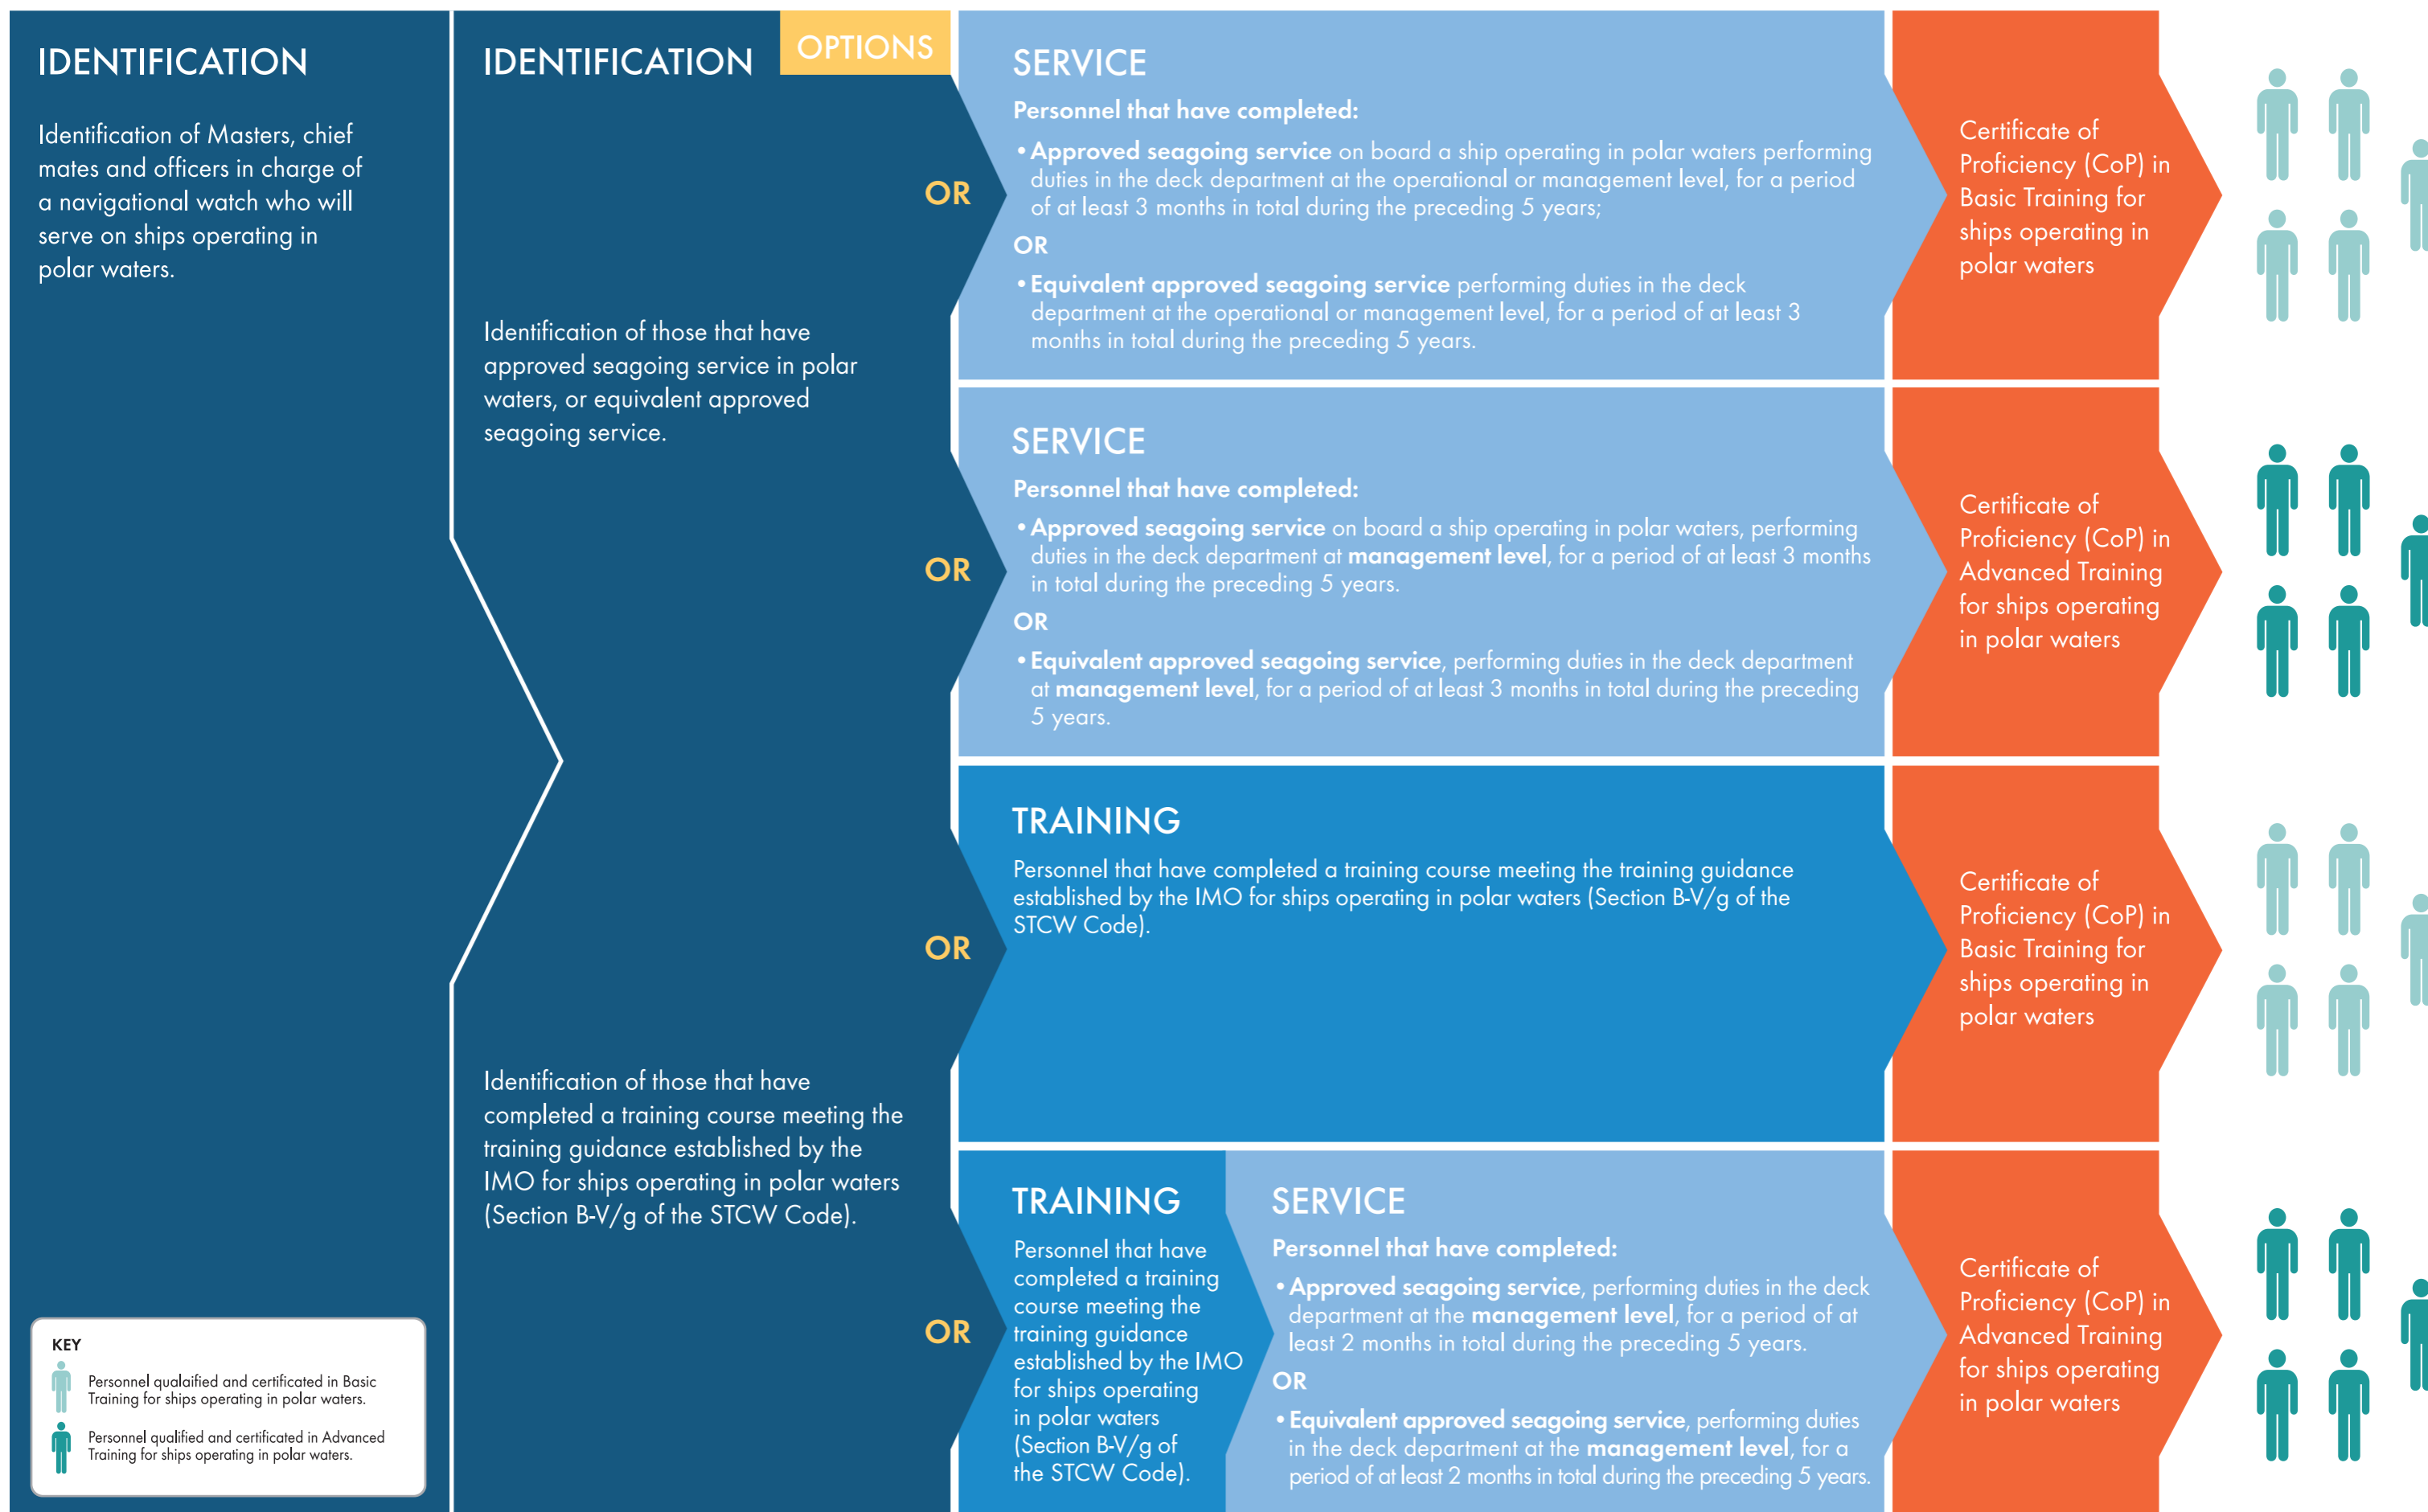 IDENTIFICATION
Identification of Masters, chief
mates and officers in charge of
a navigational watch who will
serve on ships operating in
polar waters.
KEY
Personnel qualaified and certificated in Basic
Training for ships operating in polar waters.
Personnel qualified and certificated in Advanced
Training for ships operating in polar waters.
IDENTIFICATION
OPTIONS
Identification of those that have
approved seagoing service in polar
waters, or equivalent approved
seagoing service.
Identification of those that have
completed a training course meeting the
training guidance established by the
IMO for ships operating in polar waters
(Section B-V/g of the STCW Code).
OR
SERVICE
Personnel that have completed:
• Approved seagoing service on board a ship operating in polar waters performing
duties in the deck department at the operational or management level, for a period
of at least 3 months in total during the preceding 5 years;
OR
• Equivalent approved seagoing service performing duties in the deck
department at the operational or management level, for a period of at least 3
months in total during the preceding 5 years.
Certificate of
Proficiency (CoP) in
Basic Training for
ships operating in
polar waters
OR
SERVICE
Personnel that have completed:
• Approved seagoing service on board a ship operating in polar waters, performing
duties in the deck department at management level, for a period of at least 3 months
in total during the preceding 5 years.
OR
• Equivalent approved seagoing service, performing duties in the deck department
at management level, for a period of at least 3 months in total during the preceding
5 years.
Certificate of
Proficiency (CoP) in
Advanced Training
for ships operating
in polar waters
OR
TRAINING
Personnel that have completed a training course meeting the training guidance
established by the IMO for ships operating in polar waters (Section B-V/g of the
STCW Code).
Certificate of
Proficiency (CoP) in
Basic Training for
ships operating in
polar waters
OR
TRAINING
Personnel that have
completed a training
course meeting the
training guidance
established by the IMO
for ships operating
in polar waters
(Section B-V/g of
the STCW Code).
SERVICE
Personnel that have completed:
• Approved seagoing service, performing duties in the deck
department at the management level, for a period of at
least 2 months in total during the preceding 5 years.
OR
• Equivalent approved seagoing service, performing duties
in the deck department at the management level, for a
period of at least 2 months in total during the preceding 5 years.
Certificate of
Proficiency (CoP) in
Advanced Training
for ships operating
in polar waters